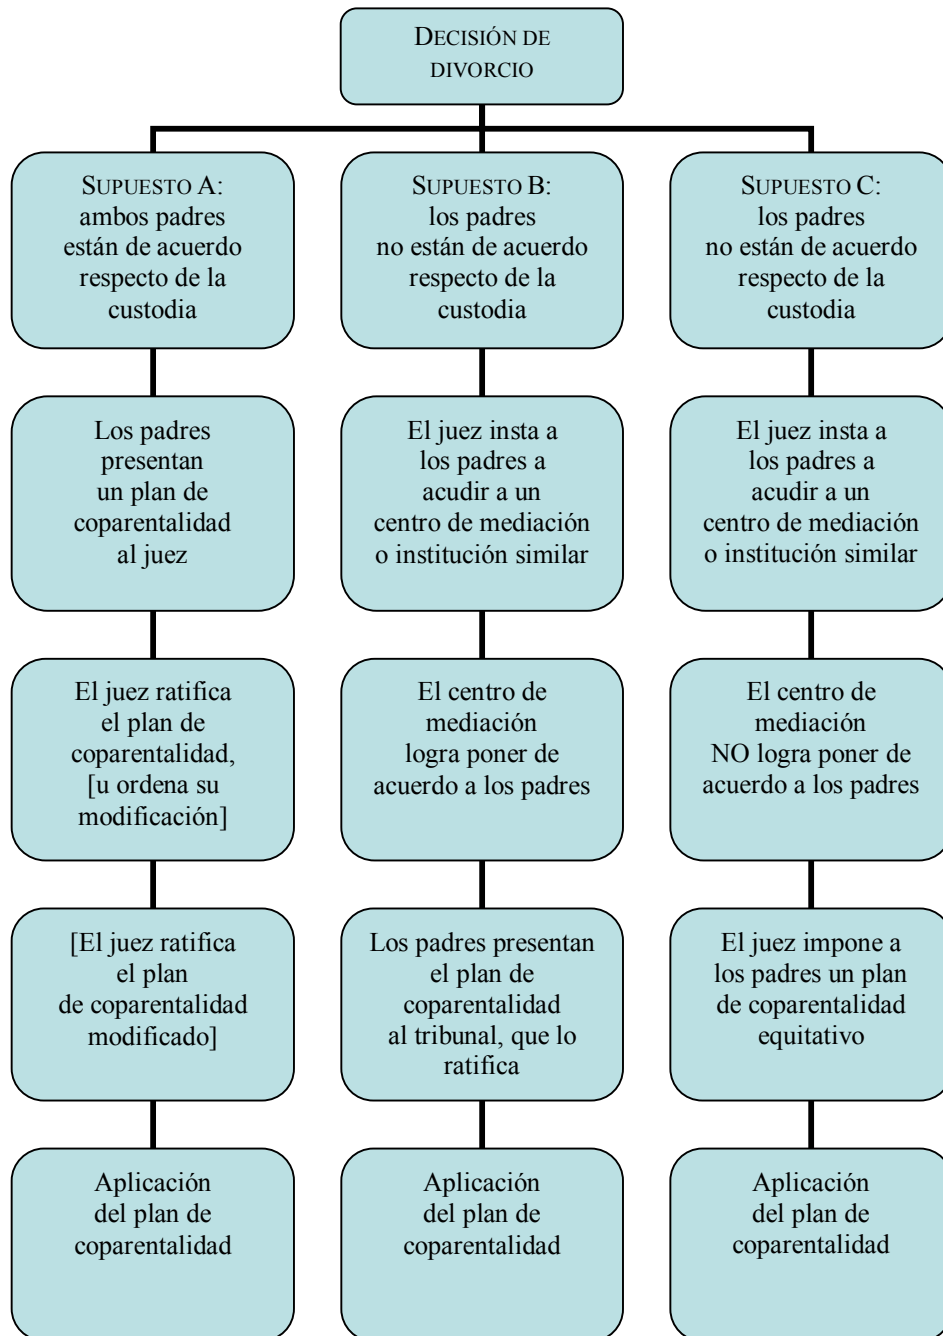 DECISIÓN DE
DIVORCIO
SUPUESTO A:
ambos padres
están de acuerdo
respecto de la
custodia
SUPUESTO B:
los padres
no están de acuerdo
respecto de la
custodia
SUPUESTO C:
los padres
no están de acuerdo
respecto de la
custodia
Los padres
presentan
un plan de
coparentalidad
al juez
El juez insta a
los padres a
acudir a un
centro de mediación
o institución similar
El juez insta a
los padres a
acudir a un
centro de mediación
o institución similar
El juez ratifica
el plan de
coparentalidad,
[u ordena su
modificación]
El centro de
mediación
logra poner de
acuerdo a los padres
El centro de
mediación
NO logra poner de
acuerdo a los padres
[El juez ratifica
el plan
de coparentalidad
modificado]
Los padres presentan
el plan de
coparentalidad
al tribunal, que lo
ratifica
El juez impone a
los padres un plan
de coparentalidad
equitativo
Aplicación
del plan de
coparentalidad
Aplicación
del plan de
coparentalidad
Aplicación
del plan de
coparentalidad